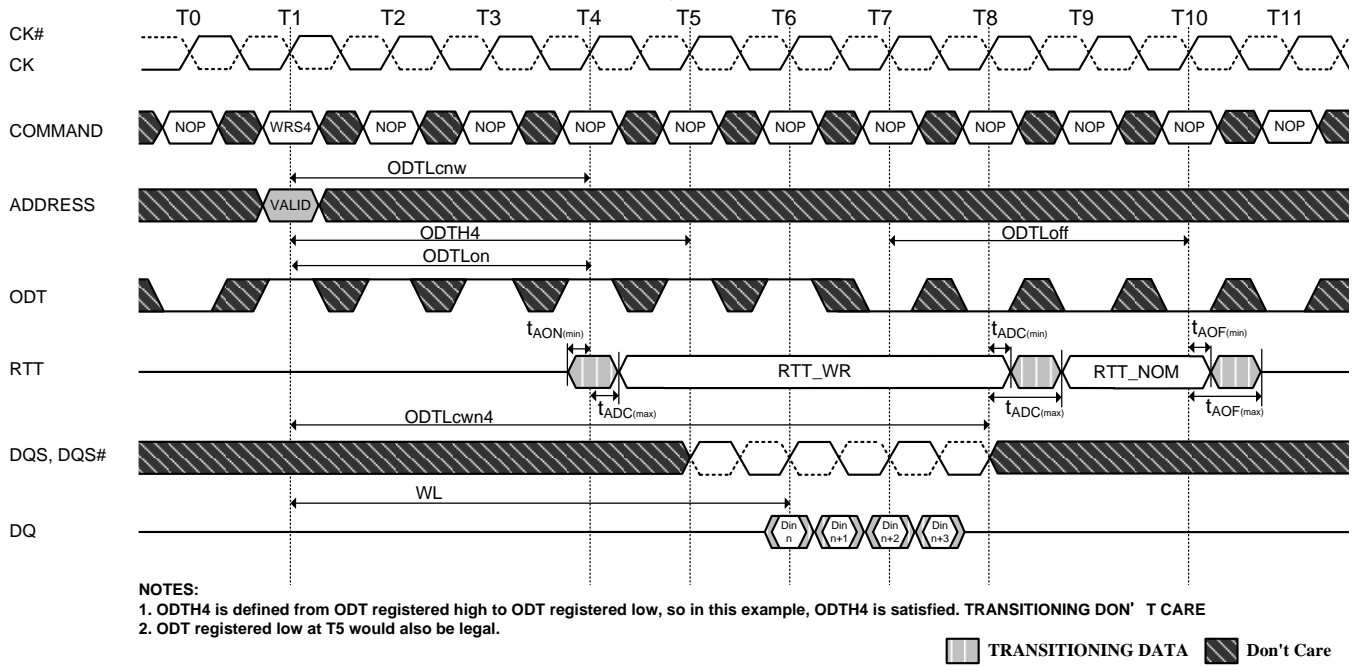 T0 T1 T2 T3 T4 T5 T6 T7 T8 T9 T10 T11
CK#
CK
COMMAND NOP WRS4 NOP NOP NOP NOP NOP NOP NOP NOP NOP NOP
ODTLcnw
ADDRESS VALID
ODTH4 ODTLoff
ODTLon
ODT
tAON(min) tADC(min) tAOF(min)
RTT RTT_WR RTT_NOM
tADC(max) tADC(max) tAOF(max)
ODTLcwn4
DQS, DQS#
WL
DQ Din n Din n+1 Din n+2 Din n+3
NOTES:
1. ODTH4 is defined from ODT registered high to ODT registered low, so in this example, ODTH4 is satisfied. TRANSITIONING DON’ T CARE
2. ODT registered low at T5 would also be legal.
TRANSITIONING DATA Don't Care